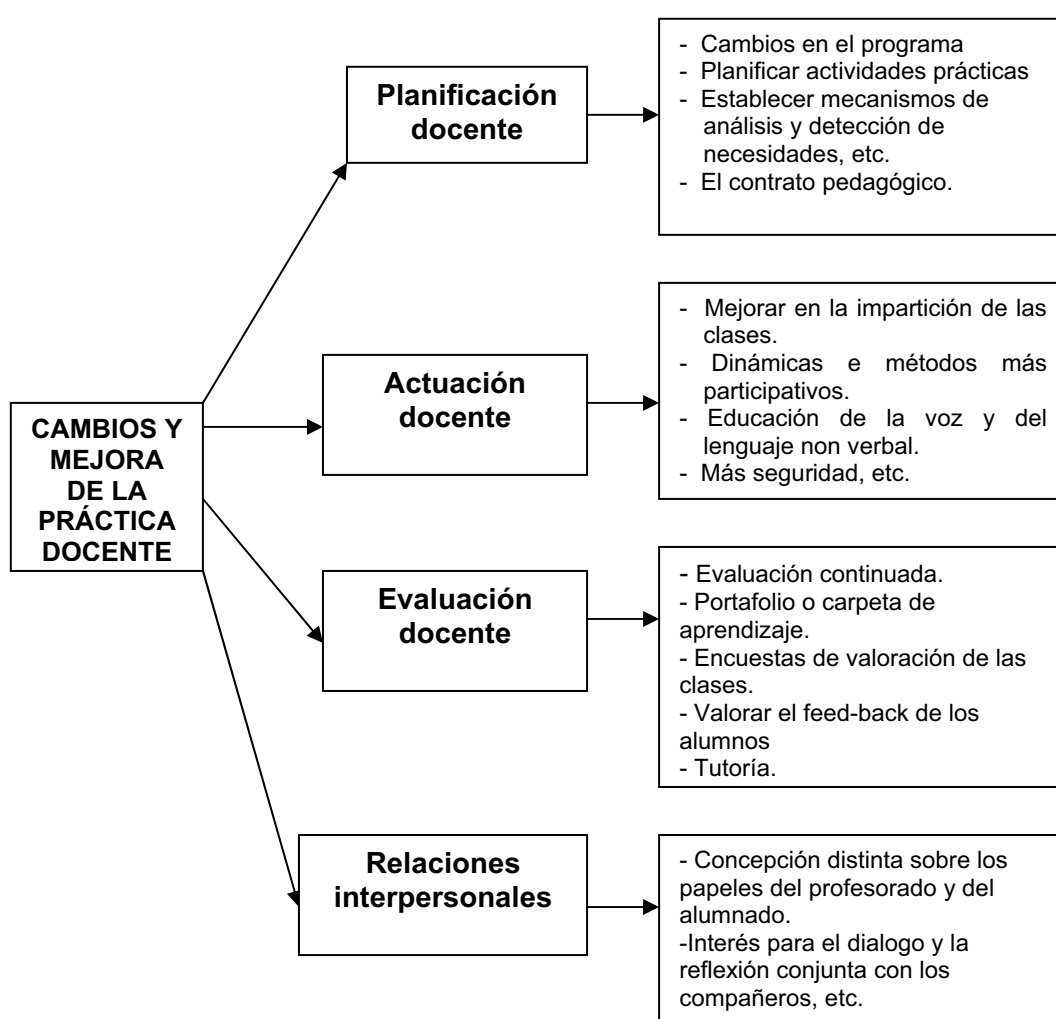 CAMBIOS Y
MEJORA
DE LA
PRÁCTICA
DOCENTE
Planificación
docente
- Cambios en el programa
- Planificar actividades prácticas
- Establecer mecanismos de
análisis y detección de
necesidades, etc.
- El contrato pedagógico.
Actuación
docente
- Mejorar en la impartición de las
clases.
- Dinámicas e métodos más
participativos.
- Educación de la voz y del
lenguaje non verbal.
- Más seguridad, etc.
Evaluación
docente
- Evaluación continuada.
- Portafolio o carpeta de
aprendizaje.
- Encuestas de valoración de las
clases.
- Valorar el feed-back de los
alumnos
- Tutoría.
Relaciones
interpersonales
- Concepción distinta sobre los
papeles del profesorado y del
alumnado.
-Interés para el dialogo y la
reflexión conjunta con los
compañeros, etc.